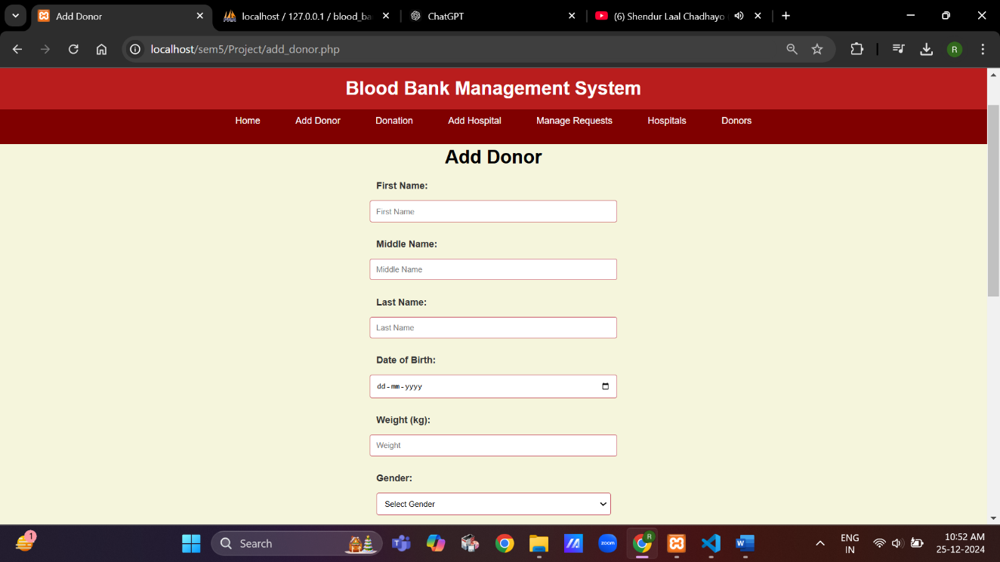 Add Donor
localhost / 127.0.0.1 / blood_ba
ChatGPT
(6) Shendur Laal Chadhayo
localhost/sem5/Project/add_donor.php
R
Blood Bank Management System
Home Add Donor Donation Add Hospital Manage Requests Hospitals Donors
Add Donor
First Name:
First Name
Middle Name:
Middle Name
Last Name:
Last Name
Date of Birth:
dd-mm-yyyy
Weight (kg):
Weight
Gender:
Select Gender
1
Search
T
zoom
R
W
ENG
IN
10:52 AM
25-12-2024